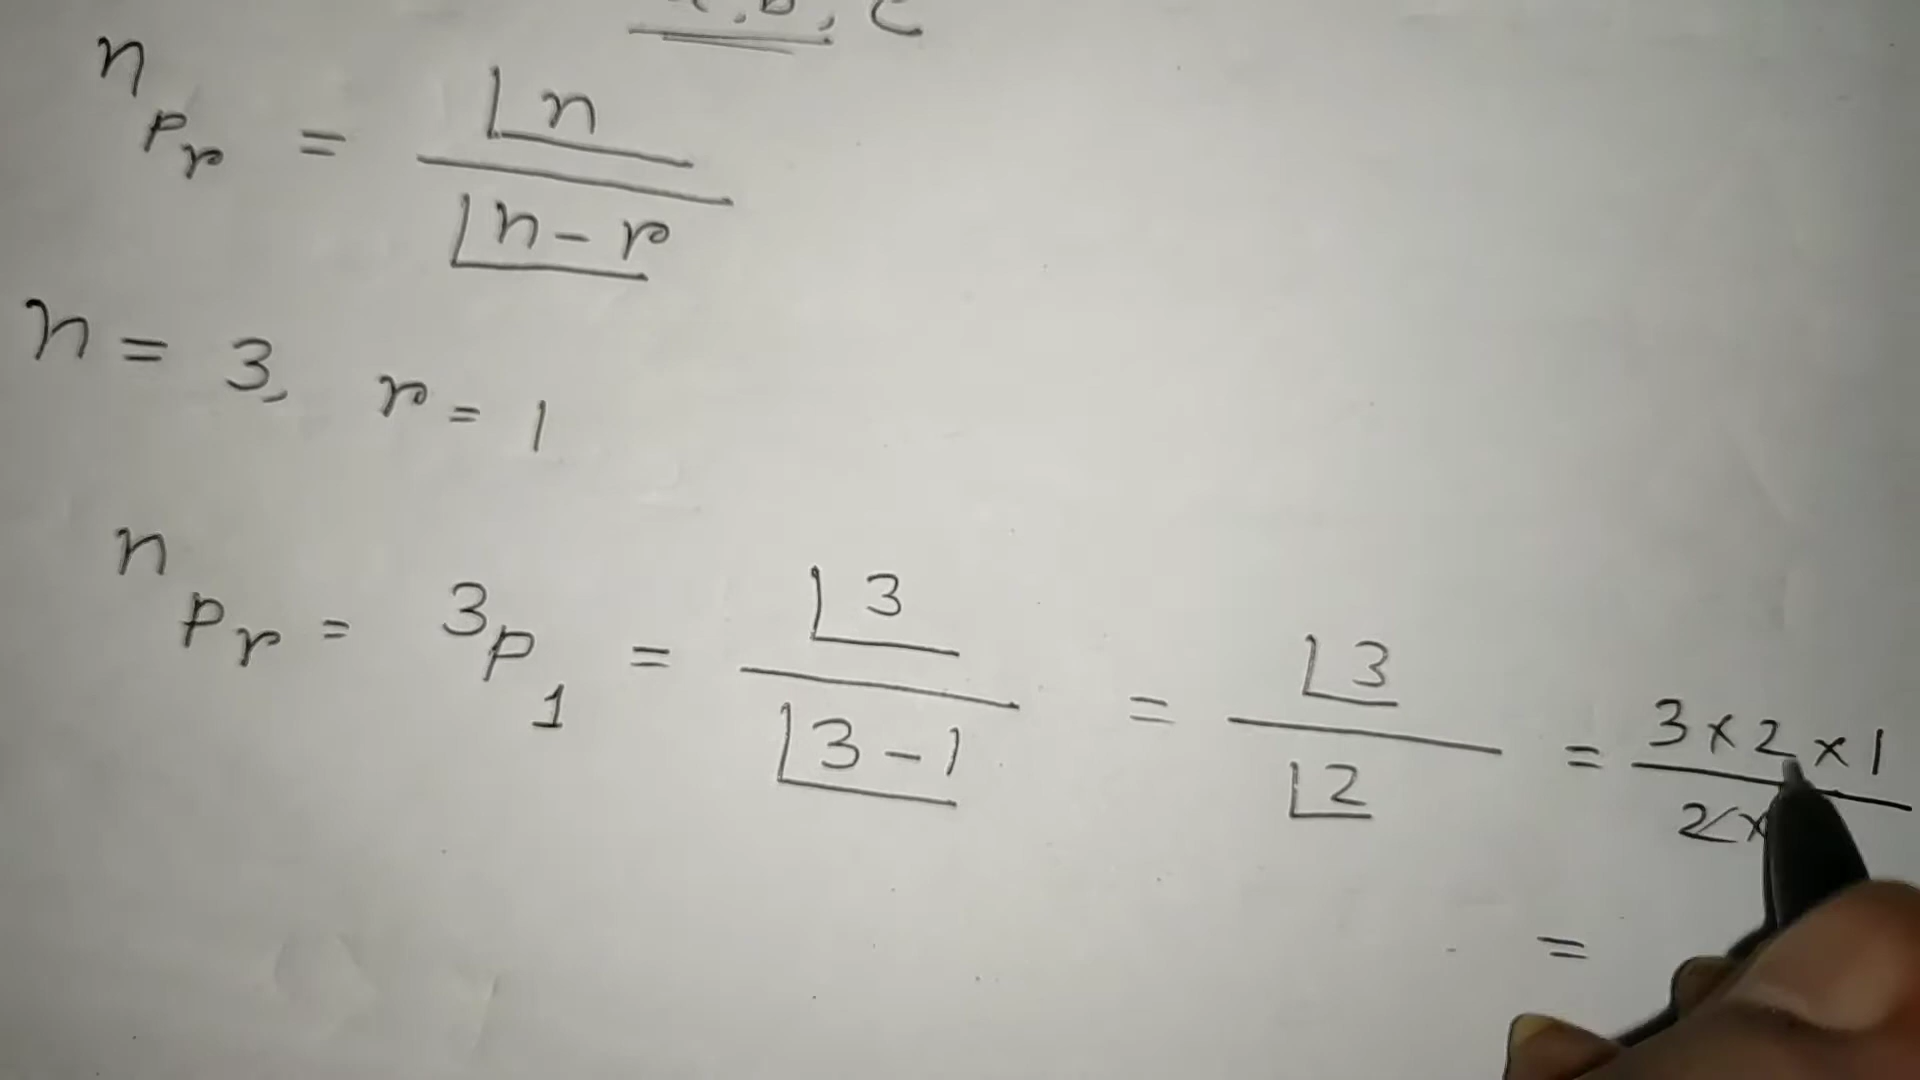 , B, C
nPr = ⌊n / ⌊n-r
n = 3, r = 1
nPr = 3P1 = ⌊3 / ⌊3-1 = ⌊3 / ⌊2 = 3×2×1 / 2×
=